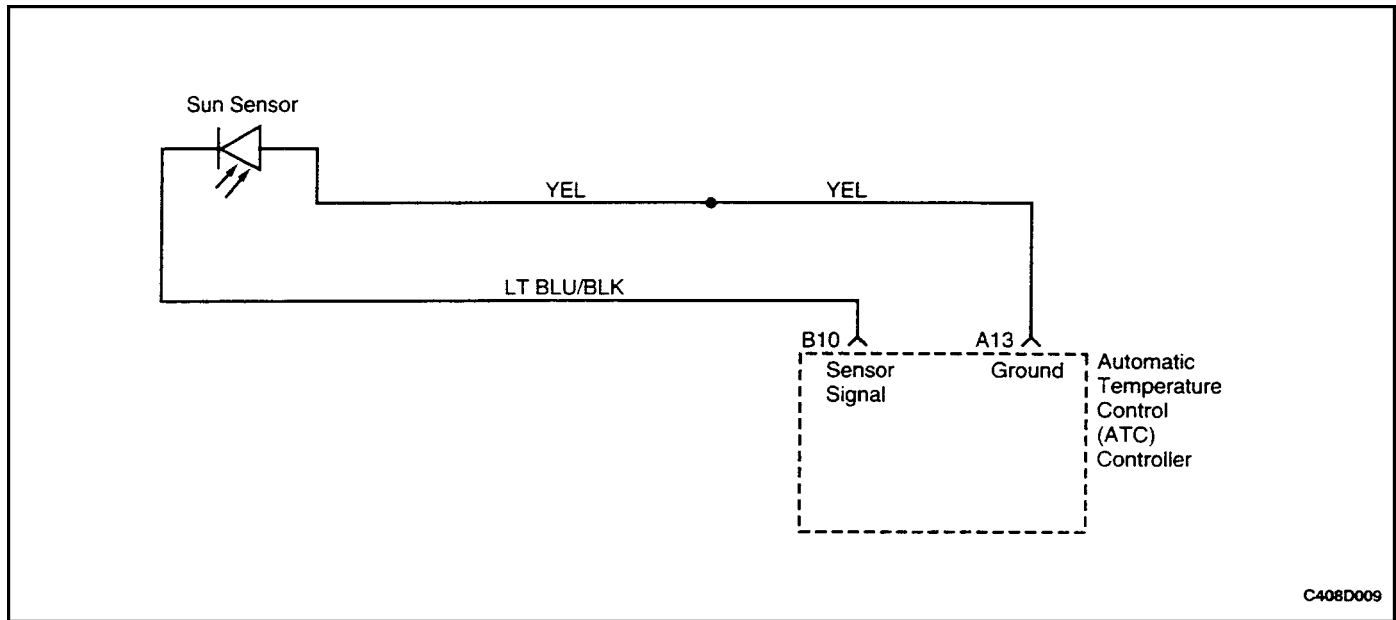 Sun Sensor
YEL
YEL
LT BLU/BLK
B10
A13
Sensor
Signal
Ground
Automatic
Temperature
Control
(ATC)
Controller
C408D009